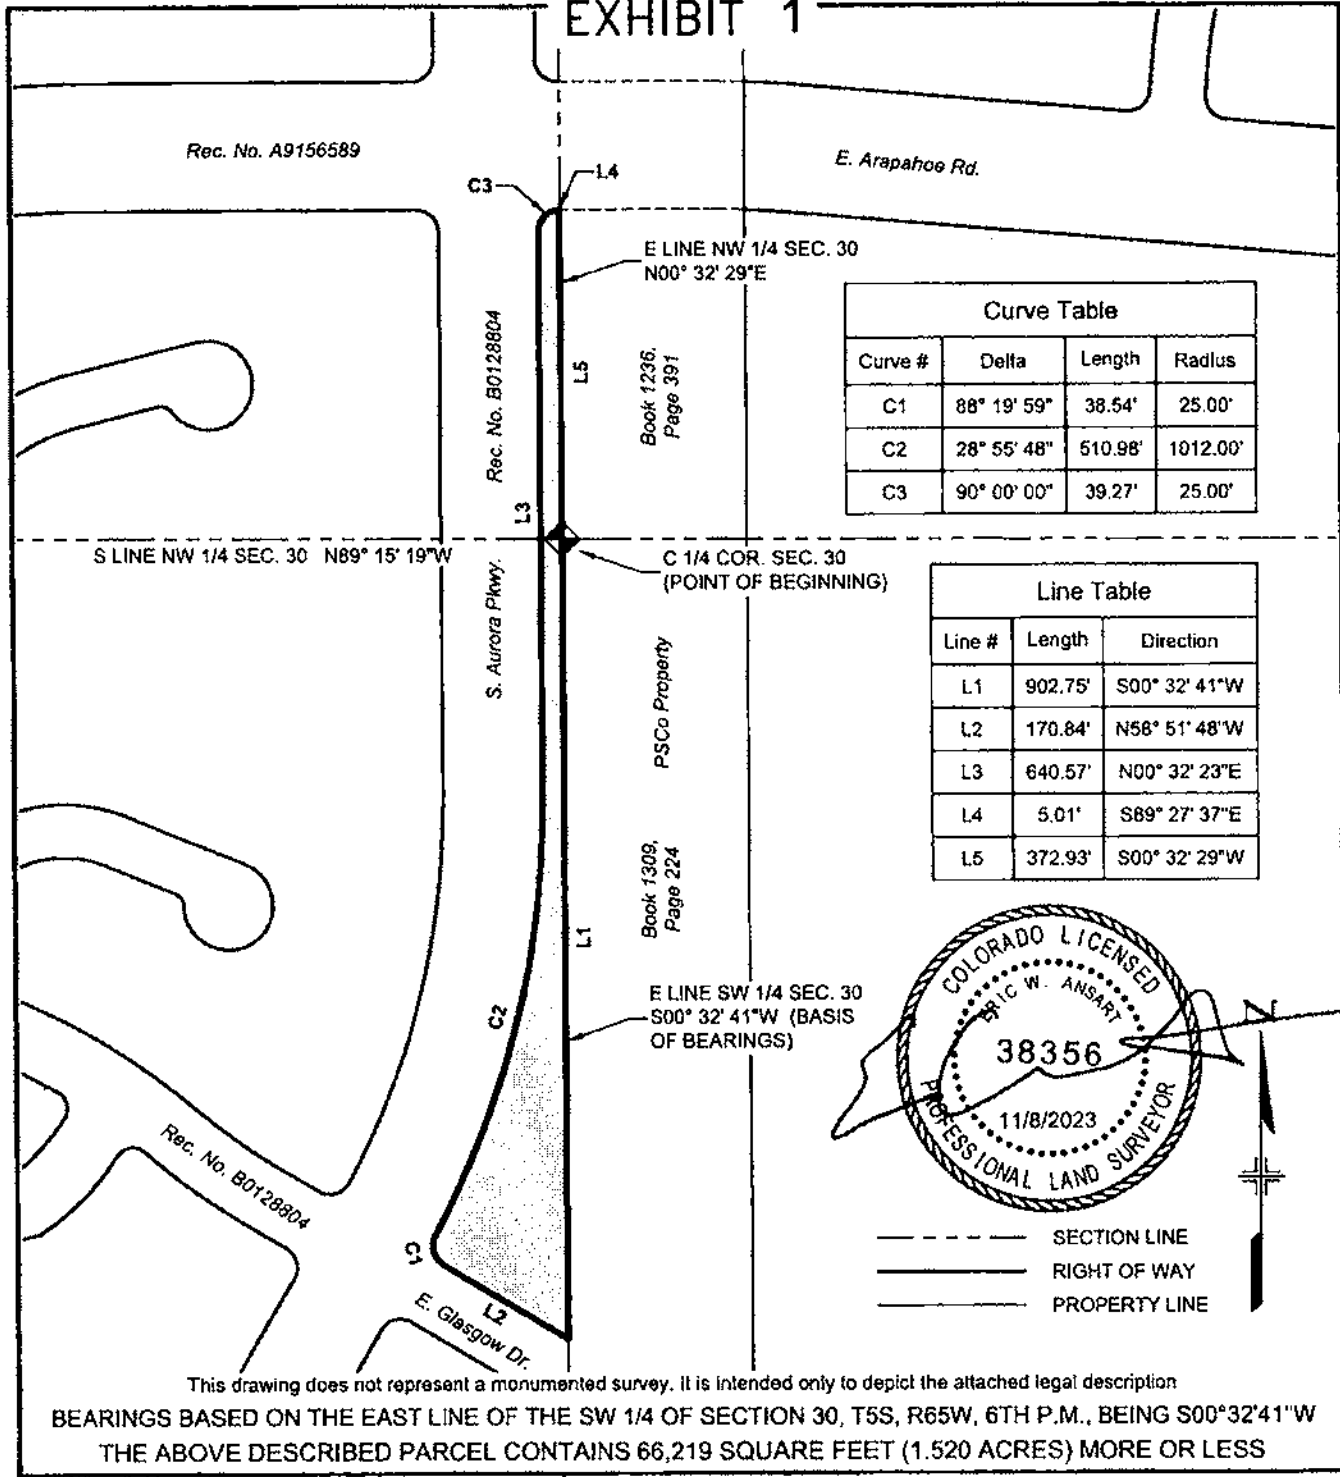 EXHIBIT 1
Rec. No. A9156589
E. Arapahoe Rd.
C3
L4
E LINE NW 1/4 SEC. 30
N00° 32' 29"E
Rec. No. B0128804
L5
Book 1236,
Page 391
Curve Table
Curve # Delta Length Radius
C1 88° 19' 59" 38.54' 25.00'
C2 28° 55' 48" 510.98' 1012.00'
C3 90° 00' 00" 39.27' 25.00'
L3
S LINE NW 1/4 SEC. 30 N89° 15' 19"W
C 1/4 COR. SEC. 30
(POINT OF BEGINNING)
S. Aurora Pkwy.
PSCo Property
Line Table
Line # Length Direction
L1 902.75' S00° 32' 41"W
L2 170.84' N58° 51' 48"W
L3 640.57' N00° 32' 23"E
L4 5.01' S89° 27' 37"E
L5 372.93' S00° 32' 29"W
Book 1309,
Page 224
L1
C2
E LINE SW 1/4 SEC. 30
S00° 32' 41"W (BASIS
OF BEARINGS)
COLORADO LICENSED
ERIC W. ANSART
38356
11/8/2023
PROFESSIONAL LAND SURVEYOR
N
Rec. No. B0128804
C1
L2
E. Glasgow Dr.
SECTION LINE
RIGHT OF WAY
PROPERTY LINE
This drawing does not represent a monumented survey. it is intended only to depict the attached legal description
BEARINGS BASED ON THE EAST LINE OF THE SW 1/4 OF SECTION 30, T5S, R65W, 6TH P.M., BEING S00°32'41"W
THE ABOVE DESCRIBED PARCEL CONTAINS 66,219 SQUARE FEET (1.520 ACRES) MORE OR LESS